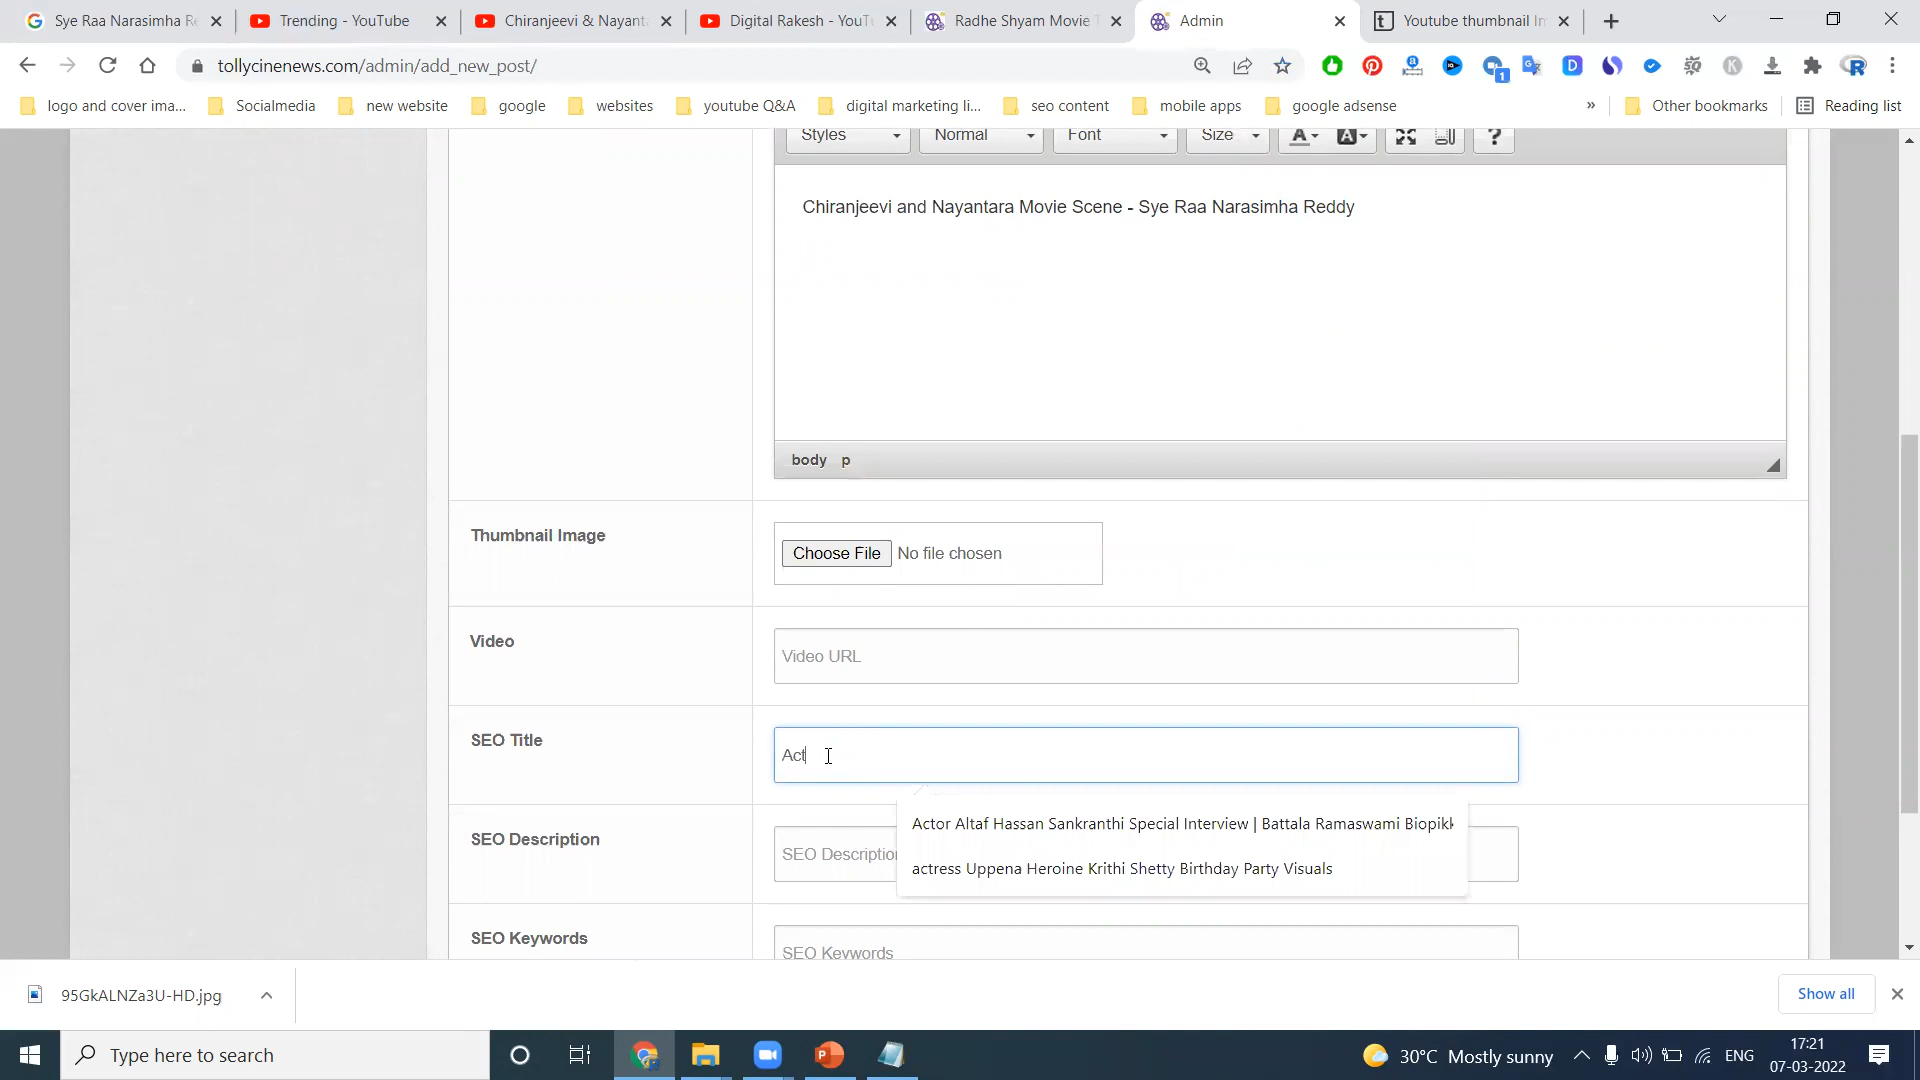 Sye Raa Narasimha Re
Trending - YouTube
Chiranjeevi & Nayant
Digital Rakesh - YouTu
Radhe Shyam Movie T
Admin
Youtube thumbnail Im
tollycinenews.com/admin/add_new_post/
logo and cover ima...
Socialmedia
new website
google
websites
youtube Q&A
digital marketing li...
seo content
mobile apps
google adsense
»
Other bookmarks
Reading list
Styles
Normal
Font
Size
A
A
?
Chiranjeevi and Nayantara Movie Scene - Sye Raa Narasimha Reddy
body p
Thumbnail Image
Choose File No file chosen
Video
Video URL
SEO Title
Act
Actor Altaf Hassan Sankranthi Special Interview | Battala Ramaswami Biopikk
SEO Description
SEO Description
actress Uppena Heroine Krithi Shetty Birthday Party Visuals
SEO Keywords
SEO Keywords
95GkALNZa3U-HD.jpg
Show all
Type here to search
30°C Mostly sunny
ENG
17:21
07-03-2022